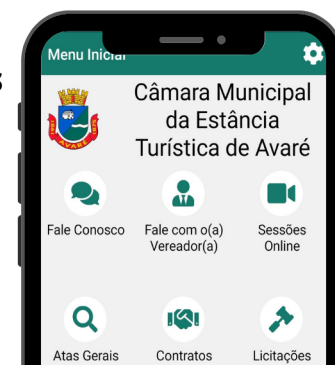 s
Menu Inicial
Câmara Municipal
da Estância
Turística de Avaré
AVARÉ
Fale Conosco
Fale com o(a)
Vereador(a)
Sessões
Online
Atas Gerais
Contratos
Licitações